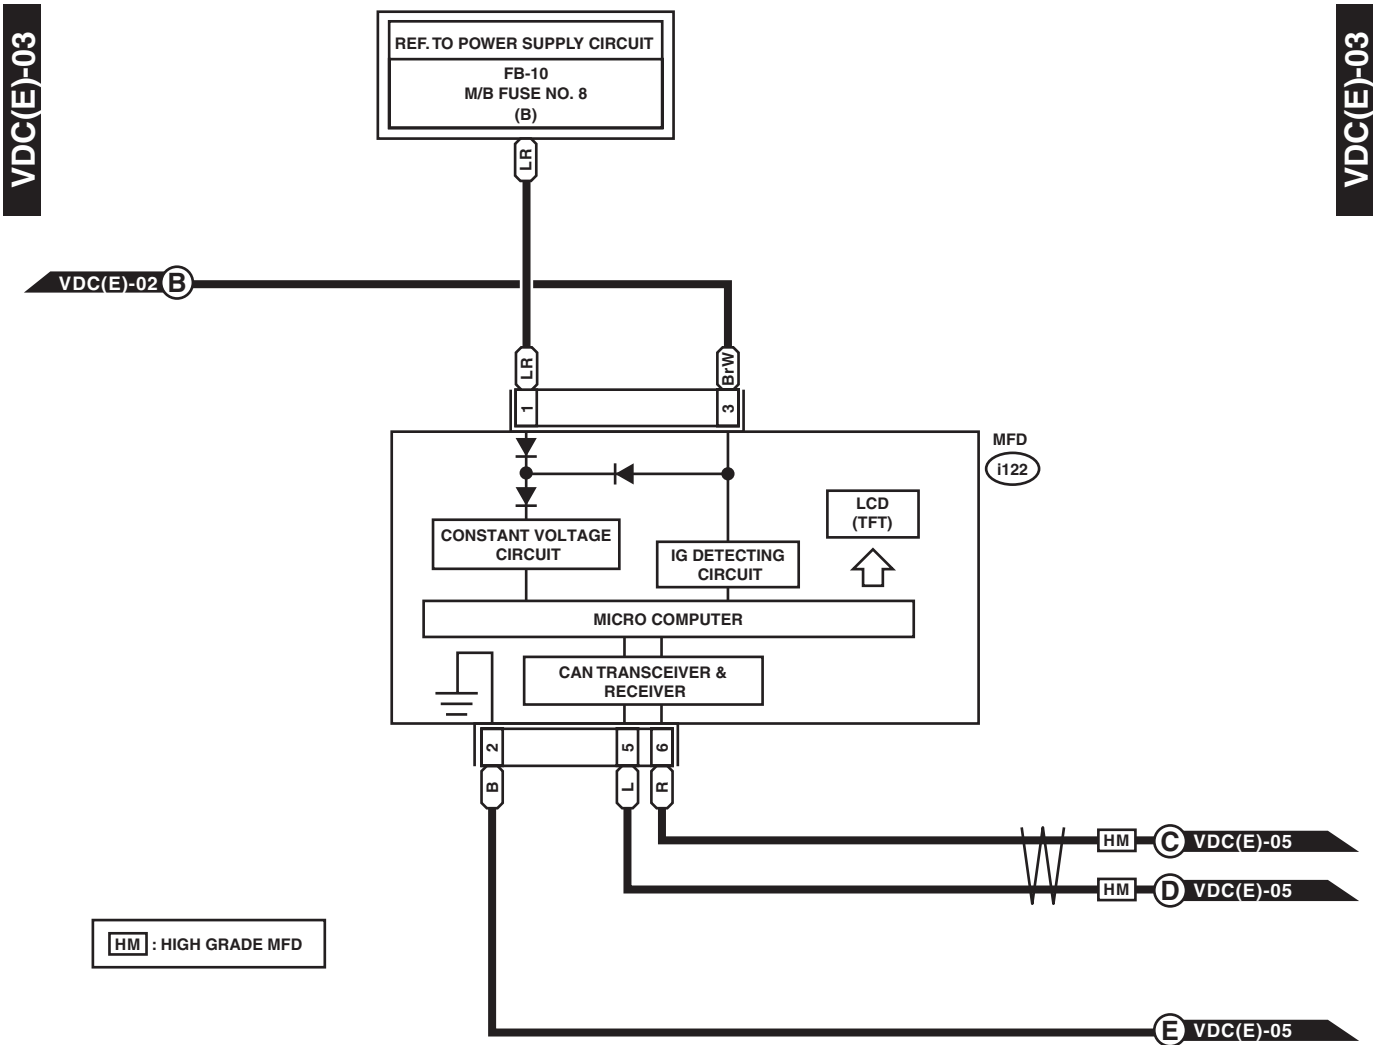 VDC(E)-03
VDC(E)-03
REF. TO POWER SUPPLY CIRCUIT
FB-10
M/B FUSE NO. 8
(B)
LR
VDC(E)-02 B
LR
BrW
1
3
MFD
i122
LCD
(TFT)
CONSTANT VOLTAGE
CIRCUIT
IG DETECTING
CIRCUIT
MICRO COMPUTER
CAN TRANSCEIVER &
RECEIVER
2
5
6
B
L
R
HM C VDC(E)-05
HM D VDC(E)-05
HM : HIGH GRADE MFD
E VDC(E)-05